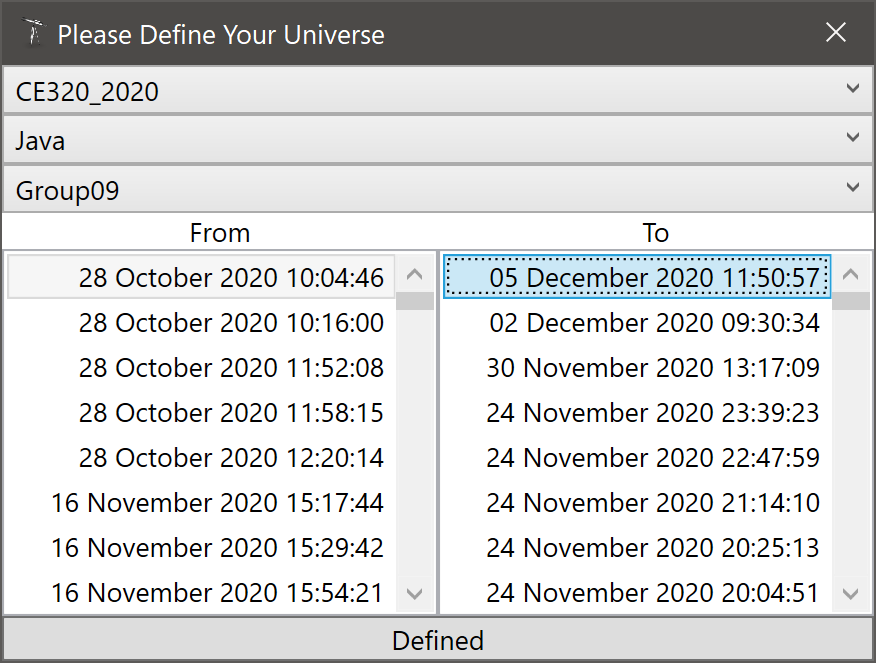 Please Define Your Universe
CE320_2020
Java
Group09
From To
28 October 2020 10:04:46 05 December 2020 11:50:57
28 October 2020 10:16:00 02 December 2020 09:30:34
28 October 2020 11:52:08 30 November 2020 13:17:09
28 October 2020 11:58:15 24 November 2020 23:39:23
28 October 2020 12:20:14 24 November 2020 22:47:59
16 November 2020 15:17:44 24 November 2020 21:14:10
16 November 2020 15:29:42 24 November 2020 20:25:13
16 November 2020 15:54:21 24 November 2020 20:04:51
Defined